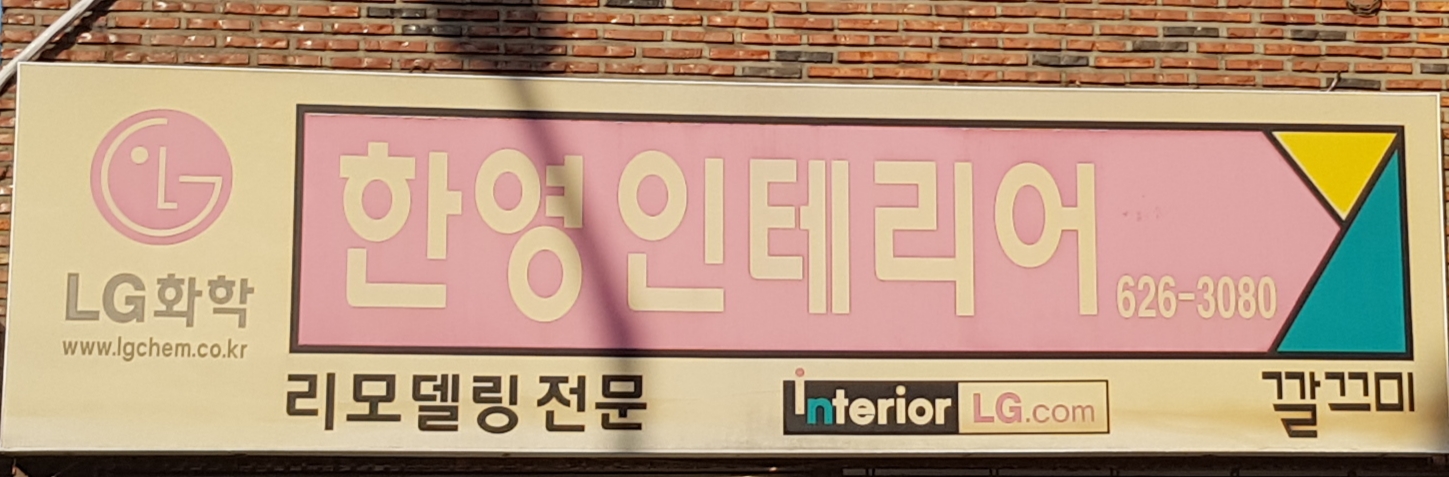 LG화학
www.lgchem.co.kr
한영인테리어
626-3080
리모델링 전문
interior LG.com
깔끄미